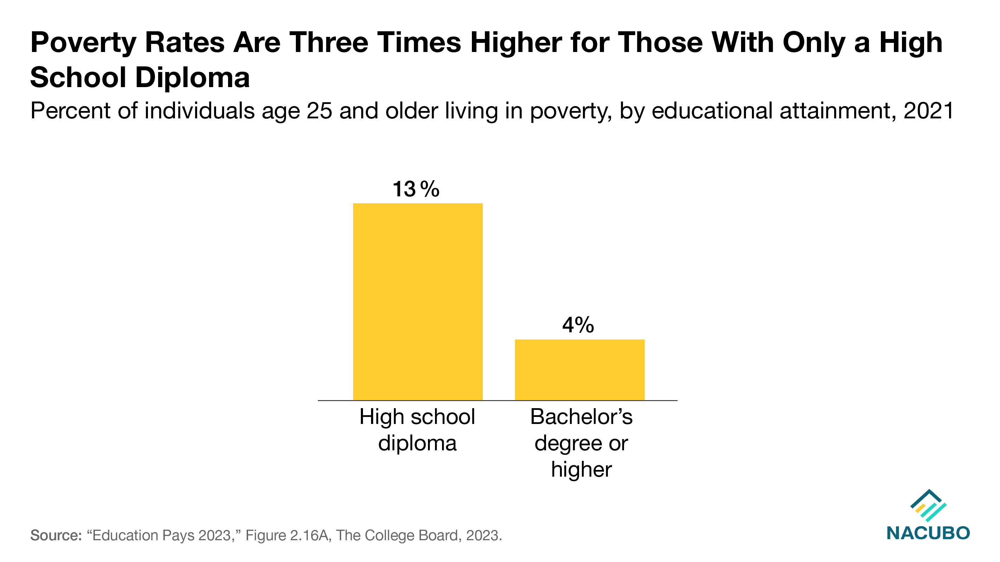 Poverty Rates Are Three Times Higher for Those With Only a High
School Diploma
Percent of individuals age 25 and older living in poverty, by educational attainment, 2021
13 %
4%
High school
diploma
Bachelor’s
degree or
higher
Source: “Education Pays 2023,” Figure 2.16A, The College Board, 2023.
NACUBO